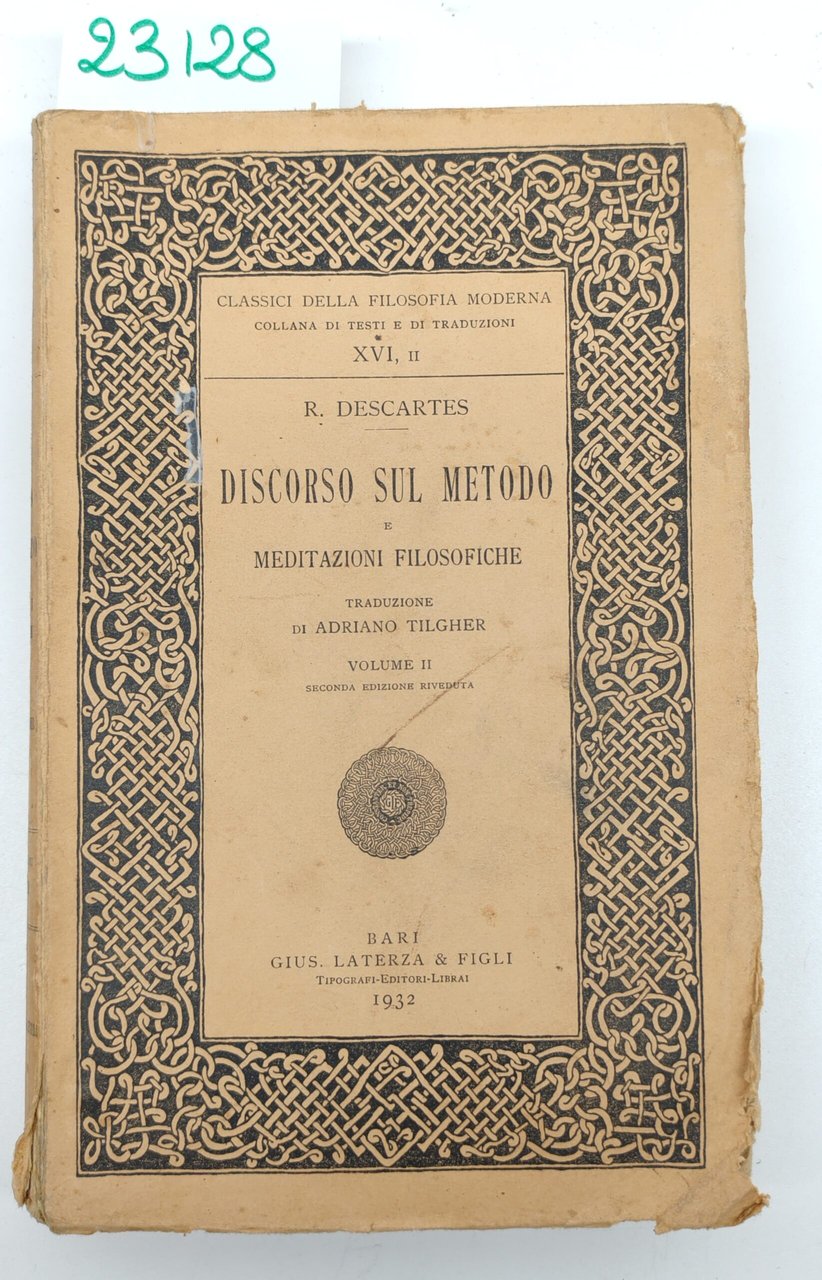 23128
CLASSICI DELLA FILOSOFIA MODERNA
COLLANA DI TESTI E DI TRADUZIONI
XVI, II
R. DESCARTES
DISCORSO SUL METODO
E
MEDITAZIONI FILOSOFICHE
TRADUZIONE
DI ADRIANO TILGHER
VOLUME II
SECONDA EDIZIONE RIVEDUTA
BARI
GIUS. LATERZA & FIGLI
TIPOGRAFI-EDITORI-LIBRAI
1932